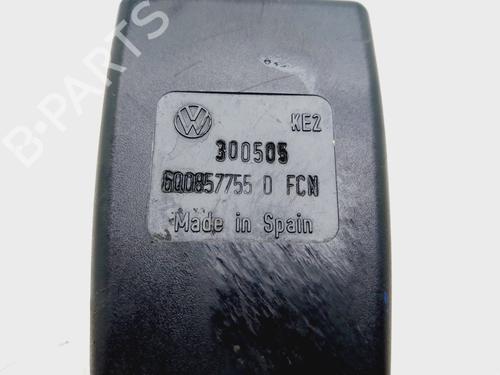 B-PARTS
KE2
300505
6Q0857755 D FCN
Made in Spain